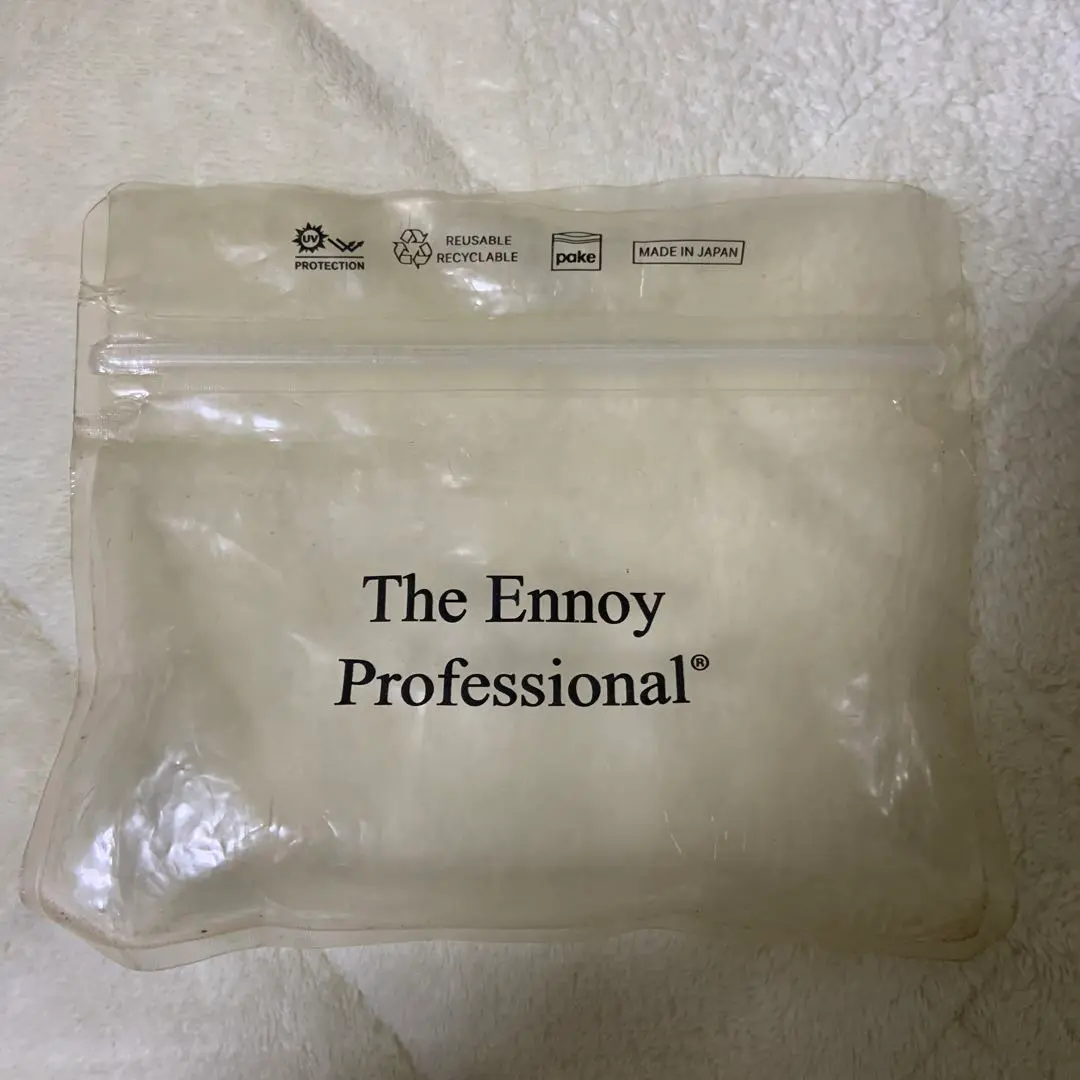 UV
PROTECTION
REUSABLE
RECYCLABLE
pake
MADE IN JAPAN
The Ennoy
Professional®